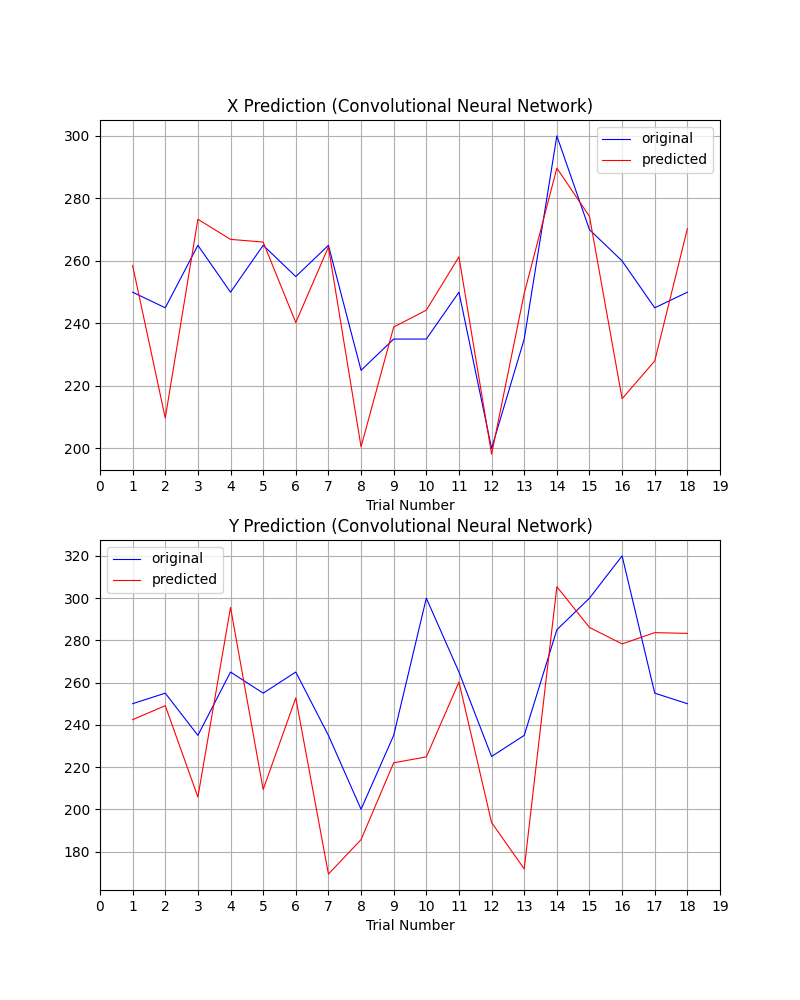 X Prediction (Convolutional Neural Network)
original
predicted
300
280
260
240
220
200
0 1 2 3 4 5 6 7 8 9 10 11 12 13 14 15 16 17 18 19
Trial Number
Y Prediction (Convolutional Neural Network)
original
predicted
320
300
280
260
240
220
200
180
0 1 2 3 4 5 6 7 8 9 10 11 12 13 14 15 16 17 18 19
Trial Number